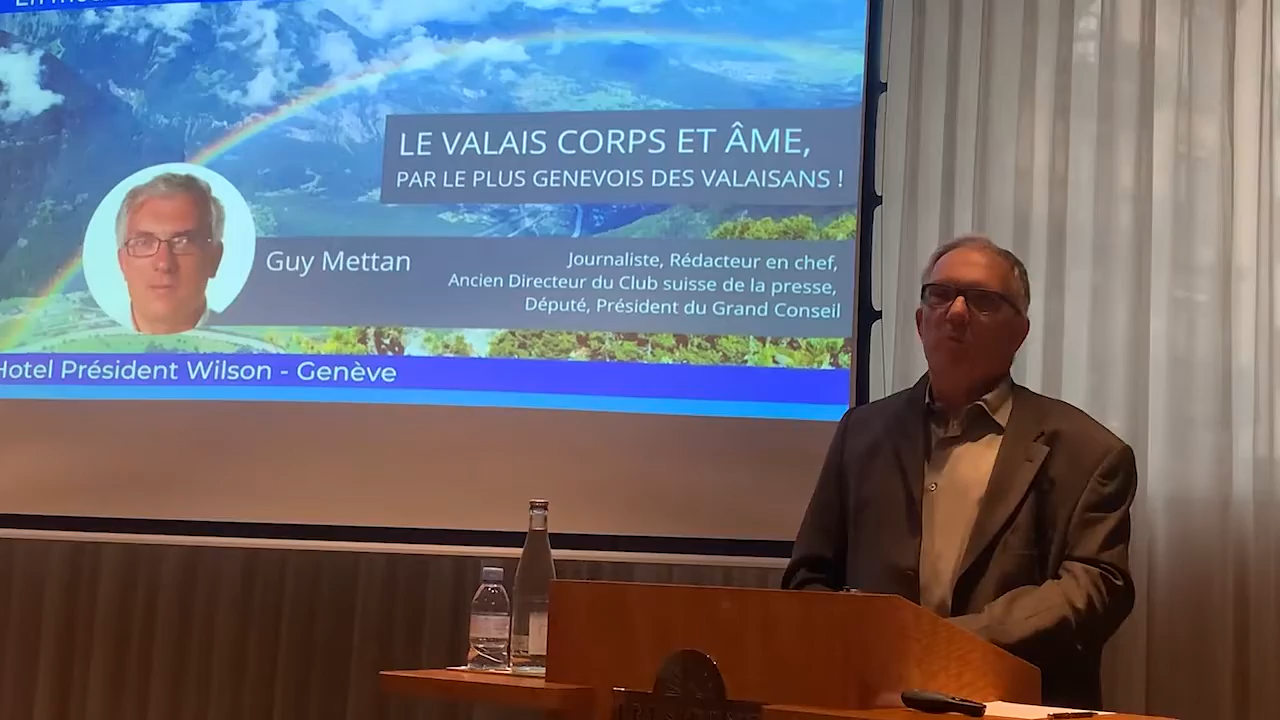 LE VALAIS CORPS ET ÂME,
PAR LE PLUS GENEVOIS DES VALAISANS !
Guy Mettan
Journaliste, Rédacteur en chef,
Ancien Directeur du Club suisse de la presse,
Député, Président du Grand Conseil
Hotel Président Wilson - Genève